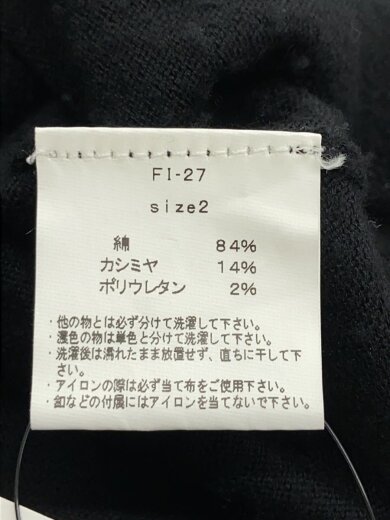 FI-27
size2
綿 84%
カシミヤ 14%
ポリウレタン 2%
・他の物とは必ず分けて洗濯して下さい。
・濃色の物は単色と分けて洗濯して下さい。
・洗濯後は濡れたまま放置せず、直ちに干して下
さい。
・アイロンの際は必ず当て布をご使用下さい。
・釦などの付属にはアイロンを当てないで下さい。